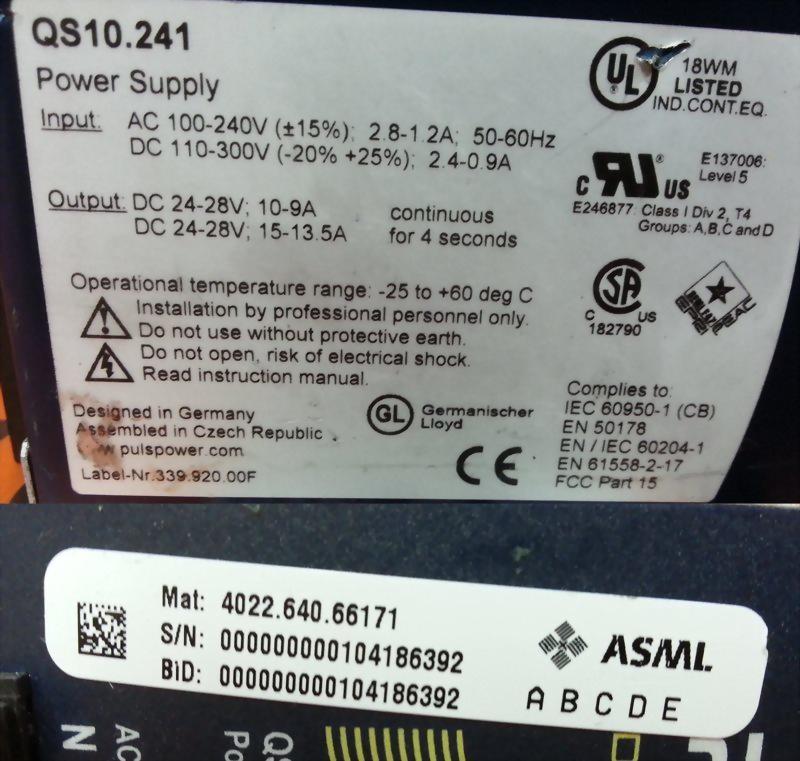 QS10.241
Power Supply
Input: AC 100-240V (±15%); 2.8-1.2A; 50-60Hz
DC 110-300V (-20% +25%); 2.4-0.9A
Output: DC 24-28V; 10-9A continuous
DC 24-28V; 15-13.5A for 4 seconds
Operational temperature range: -25 to +60 deg C
Installation by professional personnel only.
Do not use without protective earth.
Do not open, risk of electrical shock.
Read instruction manual.
Designed in Germany
Assembled in Czech Republic
pulspower.com
Label-Nr.339.920.00F
GL Germanischer
Lloyd
CE
UL
18WM
LISTED
IND.CONT.EQ.
C US
E137006:
Level 5
E246877: Class I Div 2, T4
Groups: A,B,C and D
SA
C US
182790
Complies to:
IEC 60950-1 (CB)
EN 50178
EN / IEC 60204-1
EN 61558-2-17
FCC Part 15
Mat: 4022.640.66171
S/N: 000000000104186392
BiD: 000000000104186392
ASML
A B C D E
N
AC
QS
Po